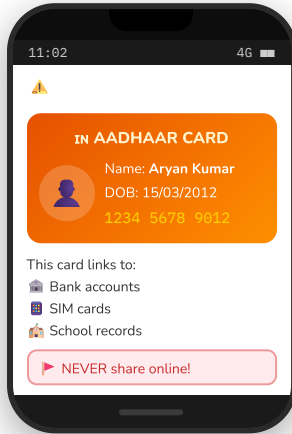 11:02 4G
⚠️
IN AADHAAR CARD
Name: Aryan Kumar
DOB: 15/03/2012
1234 5678 9012
This card links to:
🏦 Bank accounts
📱 SIM cards
🏫 School records
🚩 NEVER share online!